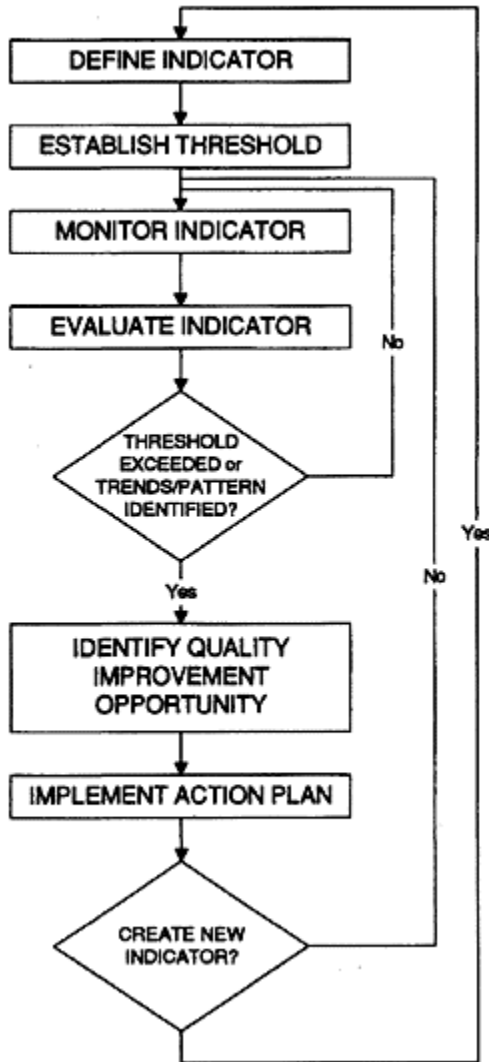 DEFINE INDICATOR
ESTABLISH THRESHOLD
MONITOR INDICATOR
EVALUATE INDICATOR
No
THRESHOLD
EXCEEDED or
TRENDS/PATTERN
IDENTIFIED?
Yes
No
Yes
IDENTIFY QUALITY
IMPROVEMENT
OPPORTUNITY
IMPLEMENT ACTION PLAN
CREATE NEW
INDICATOR?